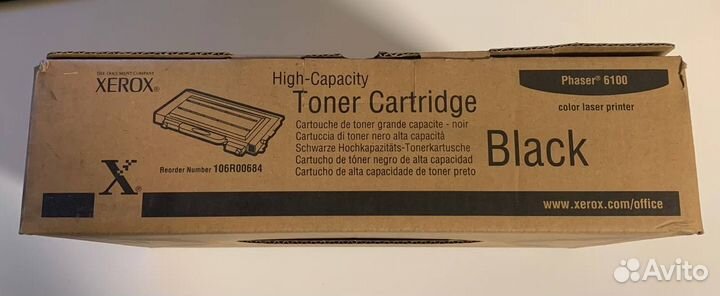 THE DOCUMENT COMPANY
XEROX®
High-Capacity
Toner Cartridge
Cartouche de toner grande capacite - noir
Cartuccia di toner nero alta capacità
Schwarze Hochkapazitäts-Tonerkartusche
Cartucho de tóner negro de alta capacidad
Cartucho de alta capacidade de toner preto
Reorder Number 106R00684
Black
Phaser® 6100
color laser printer
X®
www.xerox.com/office
Avito